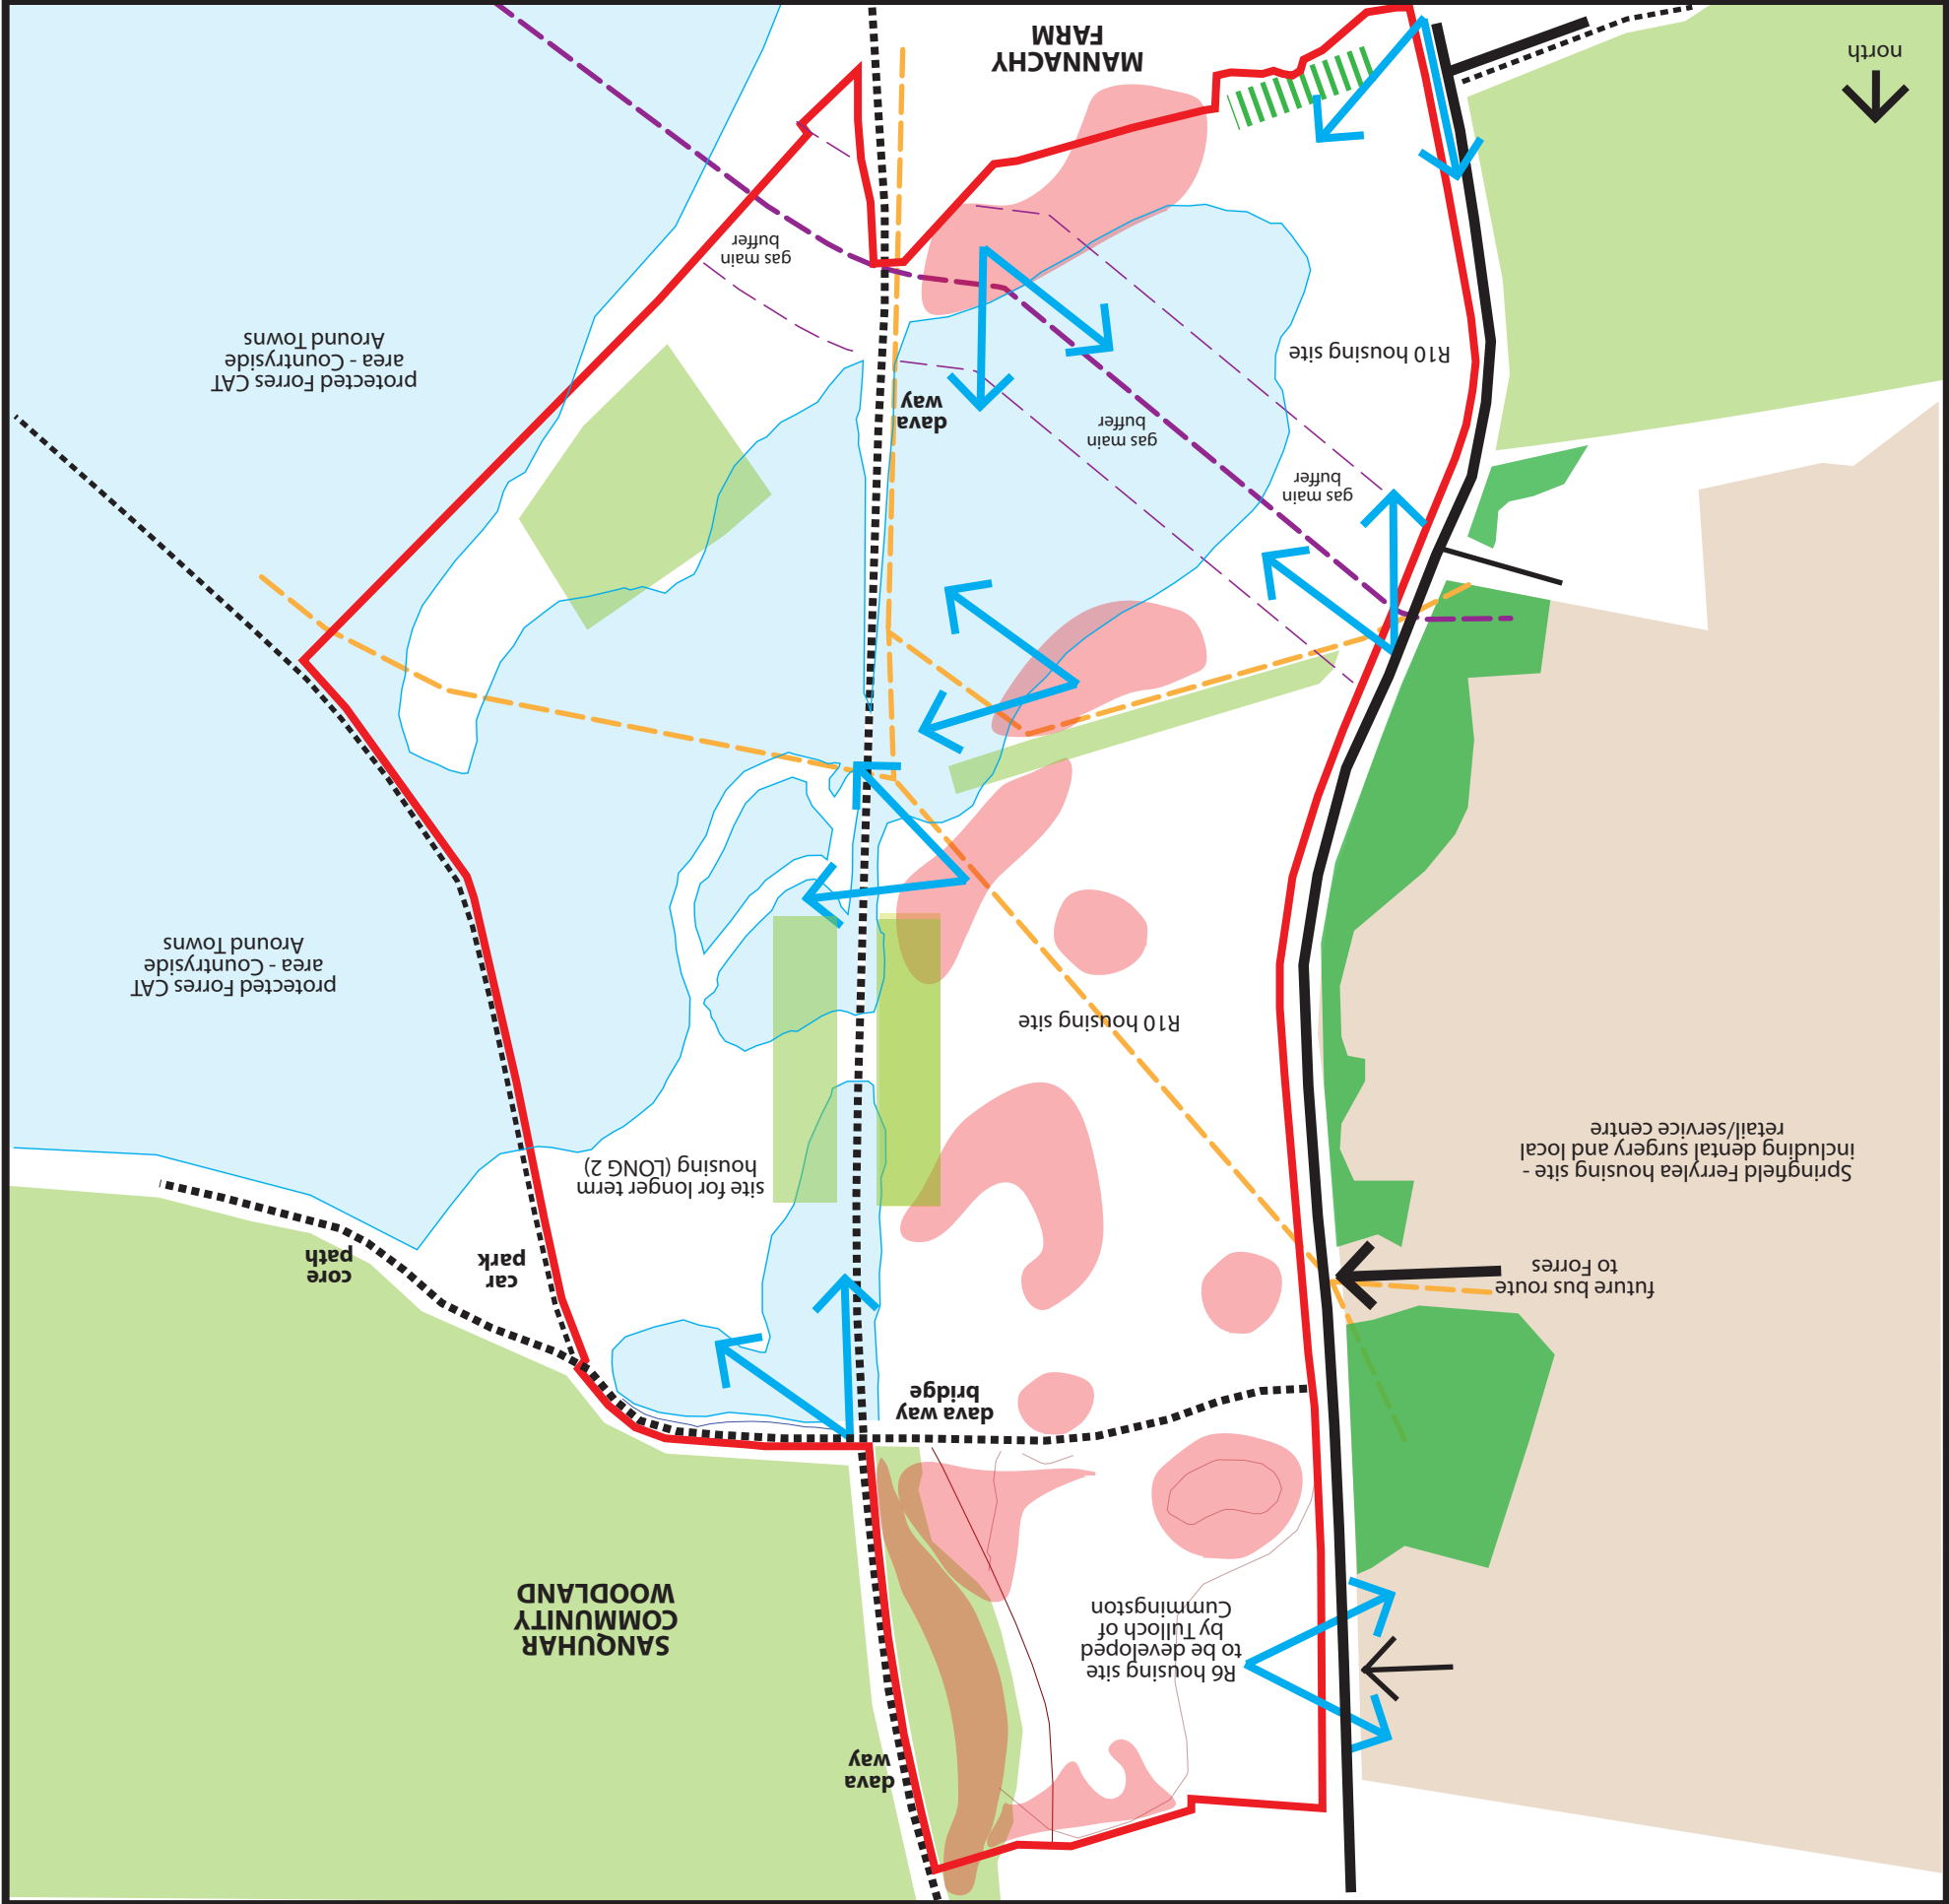 dava
way
R6 housing site
to be developed
by Tulloch of
Cummingston
SANQUHAR
COMMUNITY
WOODLAND
dava way
bridge
future bus route
to Forres
car
park
core
path
Springfield Ferrylea housing site -
including dental surgery and local
retail/service centre
site for longer term
housing (LONG 2)
R10 housing site
protected Forres CAT
area - Countryside
Around Towns
gas main
buffer
gas main
buffer
dava
way
protected Forres CAT
area - Countryside
Around Towns
R10 housing site
gas main
buffer
MANNACHY
FARM
north